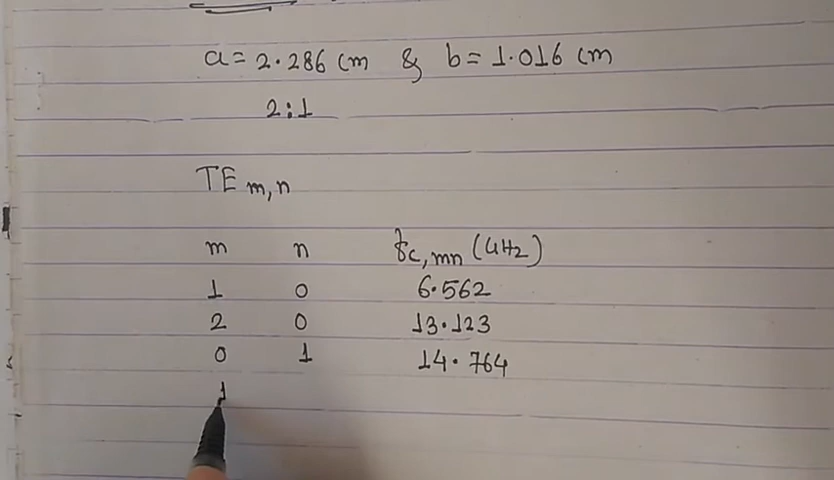 a = 2.286 cm & b = 1.016 cm
2:1
TE m,n
m n fc,mn (GHz)
1 0 6.562
2 0 13.123
0 1 14.764
1